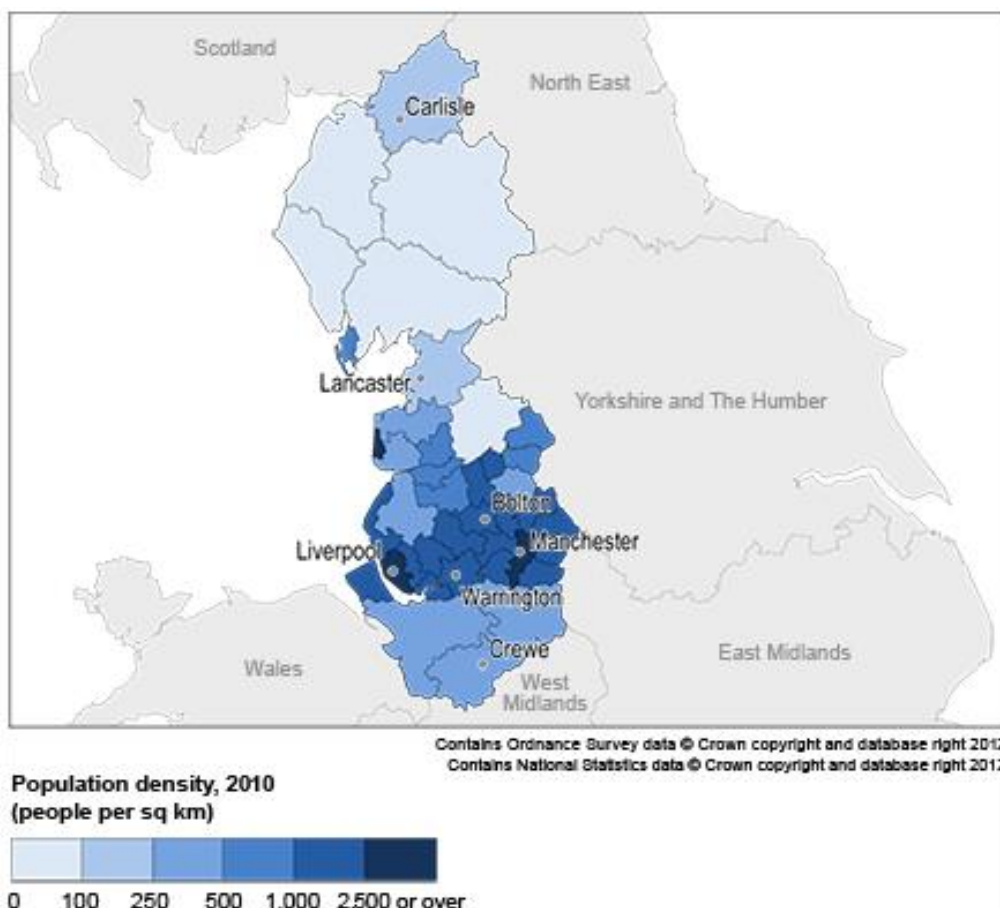 Scotland
North East
Carlisle
Lancaster
Yorkshire and The Humber
Bolton
Manchester
Liverpool
Warrington
Crewe
East Midlands
Wales
West
Midlands
Contains Ordnance Survey data © Crown copyright and database right 2012
Contains National Statistics data © Crown copyright and database right 2012
Population density, 2010
(people per sq km)
0 100 250 500 1,000 2,500 or over